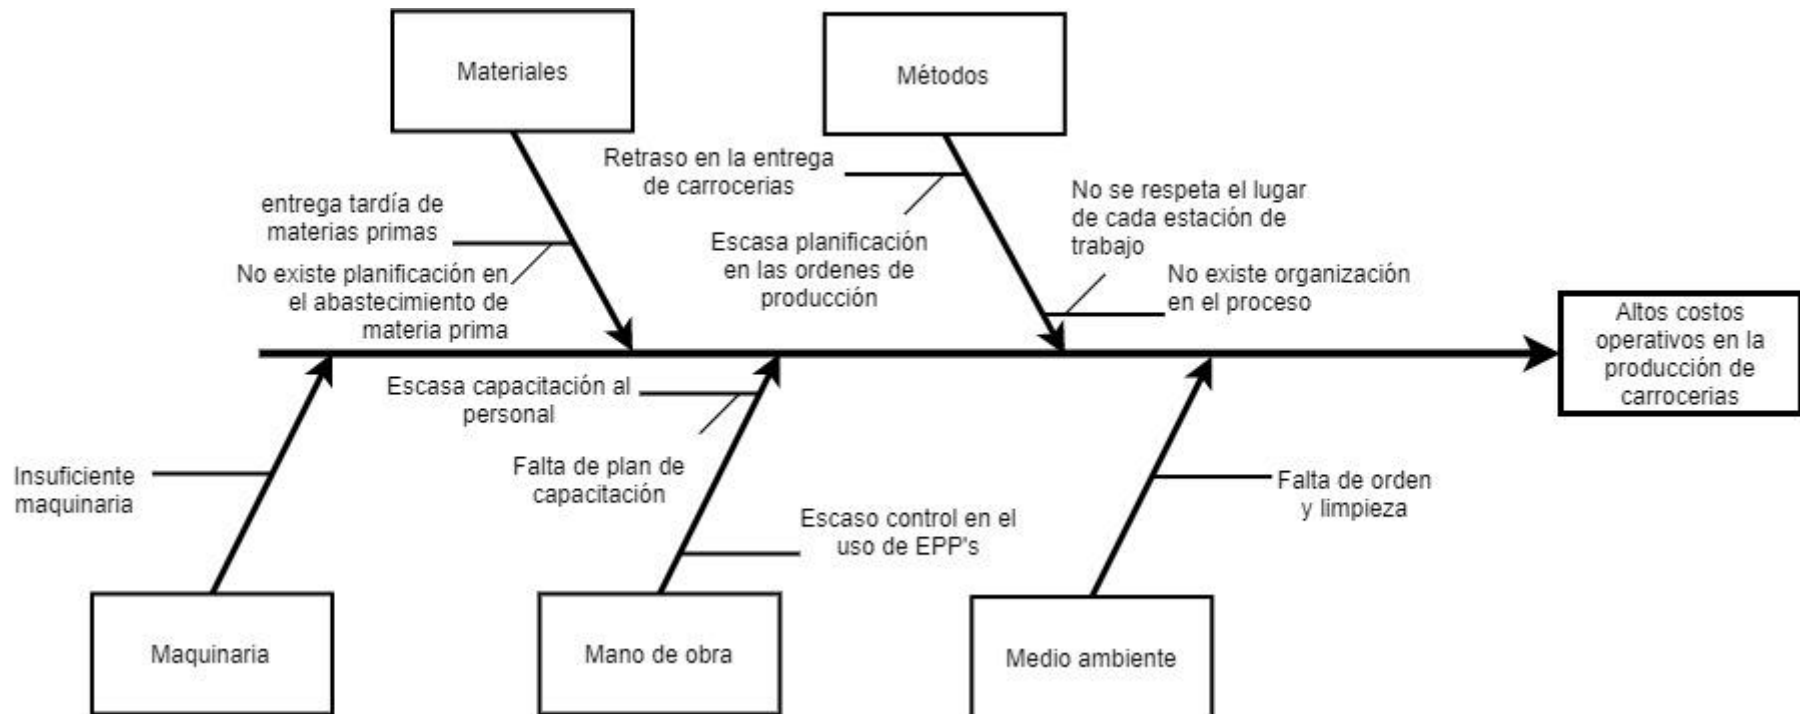 Materiales
Métodos
Retraso en la entrega
de carrocerias
No se respeta el lugar
de cada estación de
trabajo
entrega tardía de
materias primas
Escasa planificación
en las ordenes de
producción
No existe planificación en
el abastecimiento de
materia prima
No existe organización
en el proceso
Altos costos
operativos en la
producción de
carrocerias
Escasa capacitación al
personal
Insuficiente
maquinaria
Falta de plan de
capacitación
Falta de orden
y limpieza
Escaso control en el
uso de EPP's
Maquinaria
Mano de obra
Medio ambiente